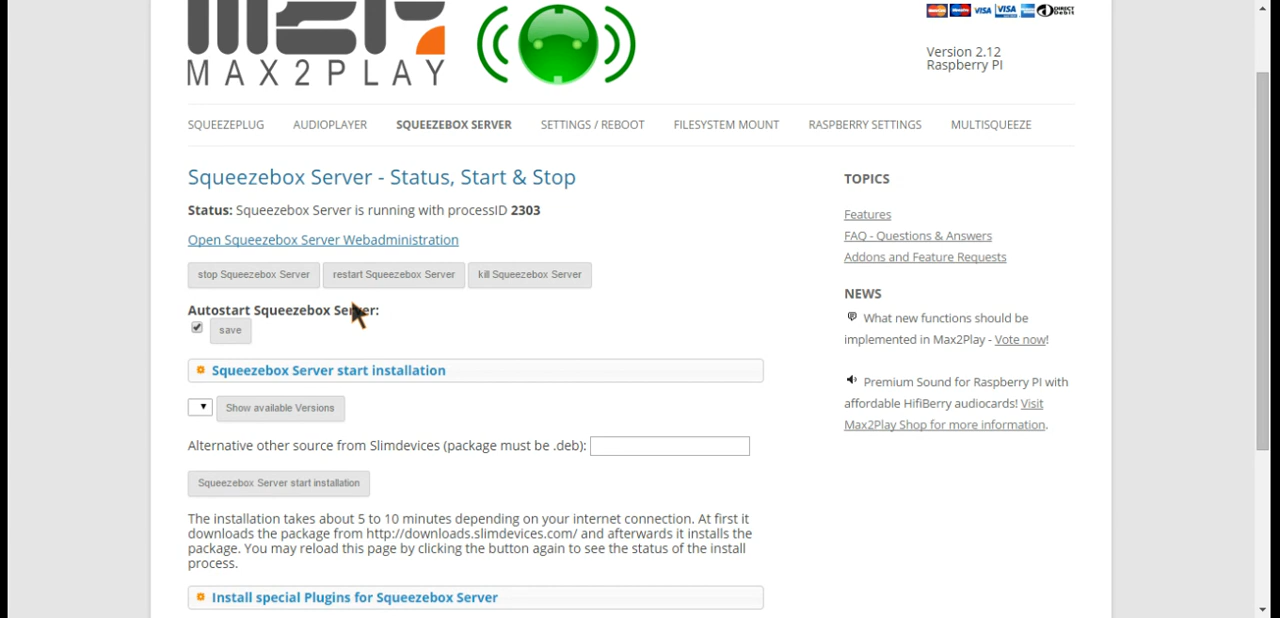 MAX2PLAY
DIRECT Debit
Version 2.12
Raspberry PI
SQUEEZEPLUG AUDIOPLAYER SQUEEZEBOX SERVER SETTINGS / REBOOT FILESYSTEM MOUNT RASPBERRY SETTINGS MULTISQUEEZE
Squeezebox Server - Status, Start & Stop
Status: Squeezebox Server is running with processID 2303
Open Squeezebox Server Webadministration
stop Squeezebox Server restart Squeezebox Server kill Squeezebox Server
Autostart Squeezebox Server:
save
Squeezebox Server start installation
Show available Versions
Alternative other source from Slimdevices (package must be .deb):
Squeezebox Server start installation
The installation takes about 5 to 10 minutes depending on your internet connection. At first it
downloads the package from http://downloads.slimdevices.com/ and afterwards it installs the
package. You may reload this page by clicking the button again to see the status of the install
process.
Install special Plugins for Squeezebox Server
TOPICS
Features
FAQ - Questions & Answers
Addons and Feature Requests
NEWS
What new functions should be
implemented in Max2Play - Vote now!
Premium Sound for Raspberry PI with
affordable HifiBerry audiocards! Visit
Max2Play Shop for more information.